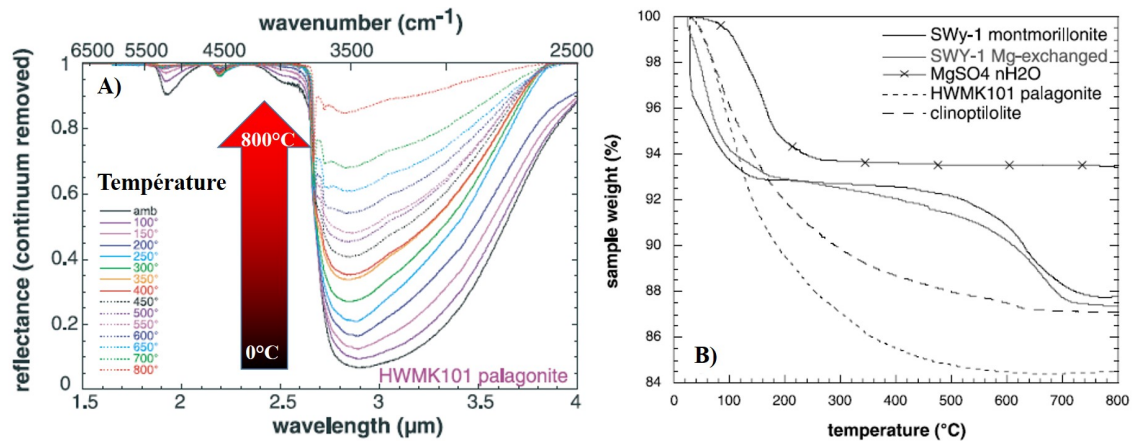 wavenumber (cm-1)
6500 5500 4500 3500 2500
A)
reflectance (continuum removed)
1
0.8
0.6
0.4
0.2
0
800°C
Température
0°C
amb
100°
150°
200°
250°
300°
350°
400°
450°
500°
550°
600°
650°
700°
800°
HWMK101 palagonite
1.5 2 2.5 3 3.5 4
wavelength (µm)
sample weight (%)
100
98
96
94
92
90
88
86
84
SWy-1 montmorillonite
SWY-1 Mg-exchanged
MgSO4 nH2O
HWMK101 palagonite
clinoptilolite
B)
0 100 200 300 400 500 600 700 800
temperature (°C)